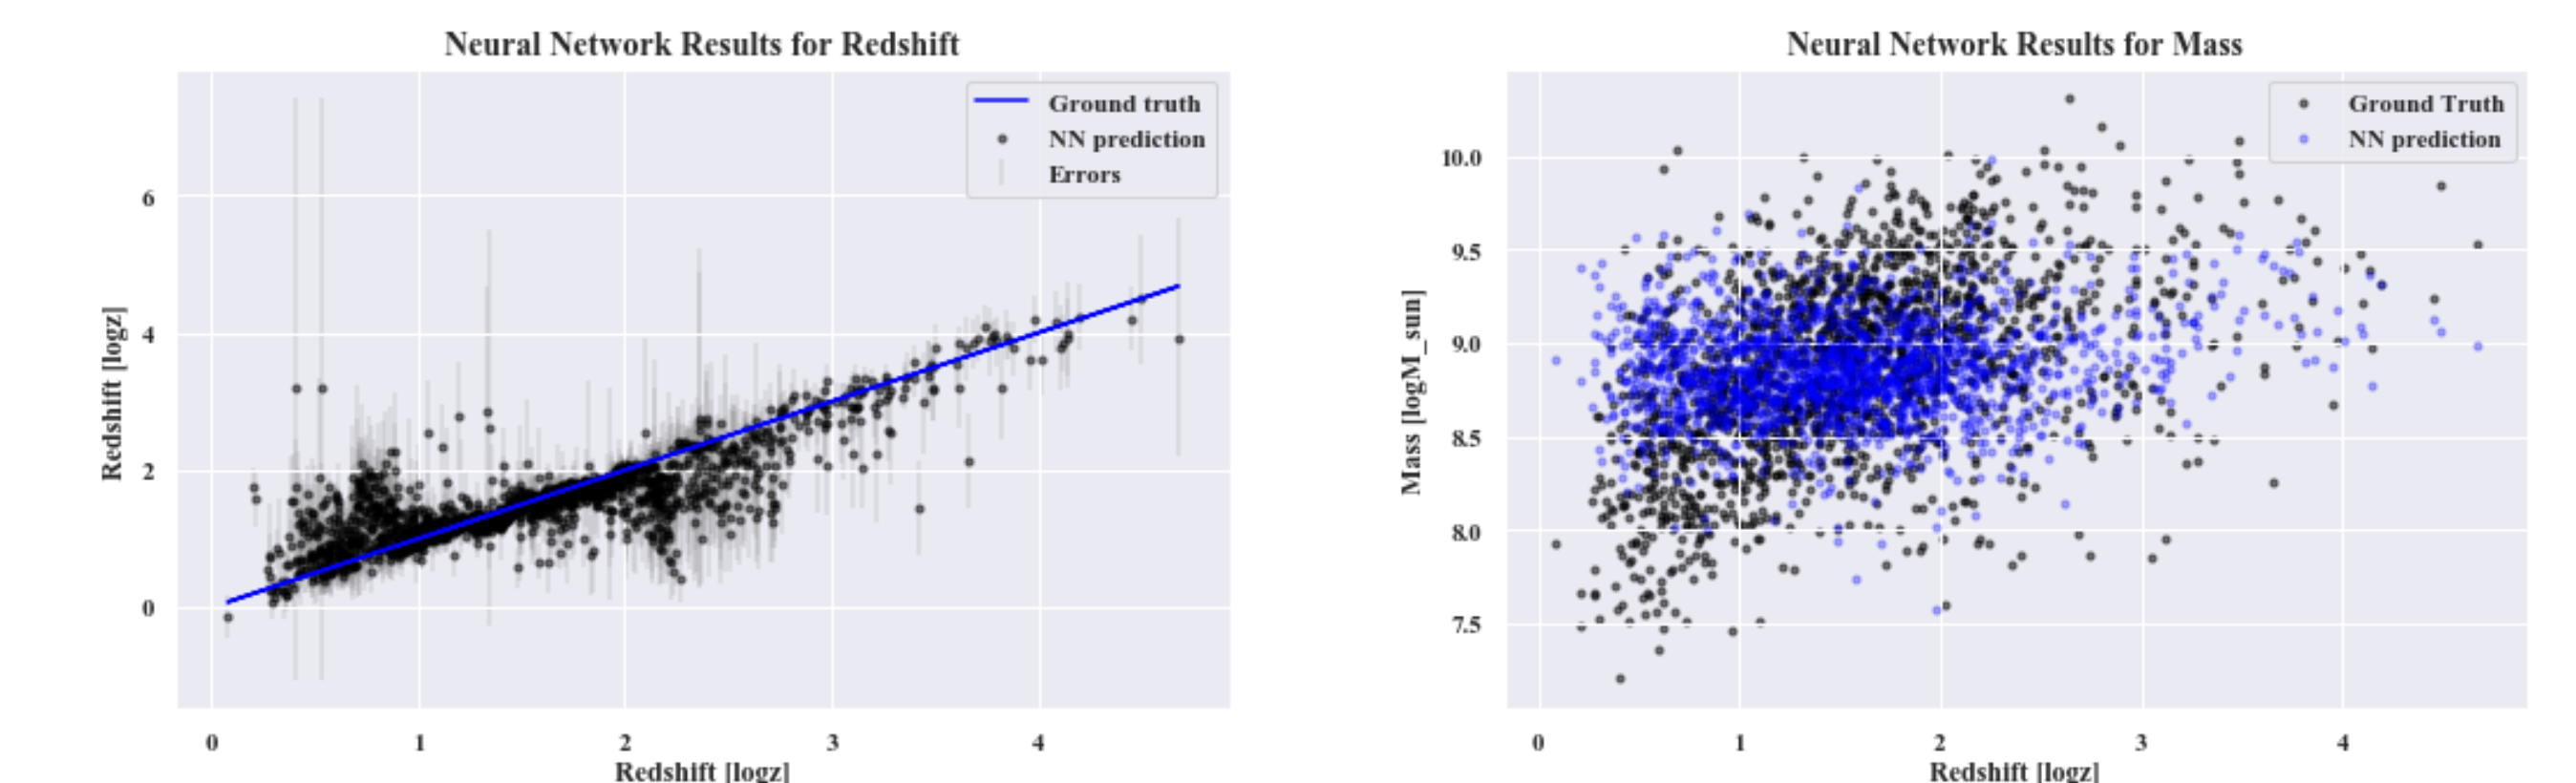 Neural Network Results for Redshift
Ground truth
NN prediction
Errors
6
4
2
0
Redshift [logz]
0 1 2 3 4
Redshift [logz]
Neural Network Results for Mass
Ground Truth
NN prediction
10.0
9.5
9.0
8.5
8.0
7.5
Mass [logM_sun]
0 1 2 3 4
Redshift [logz]